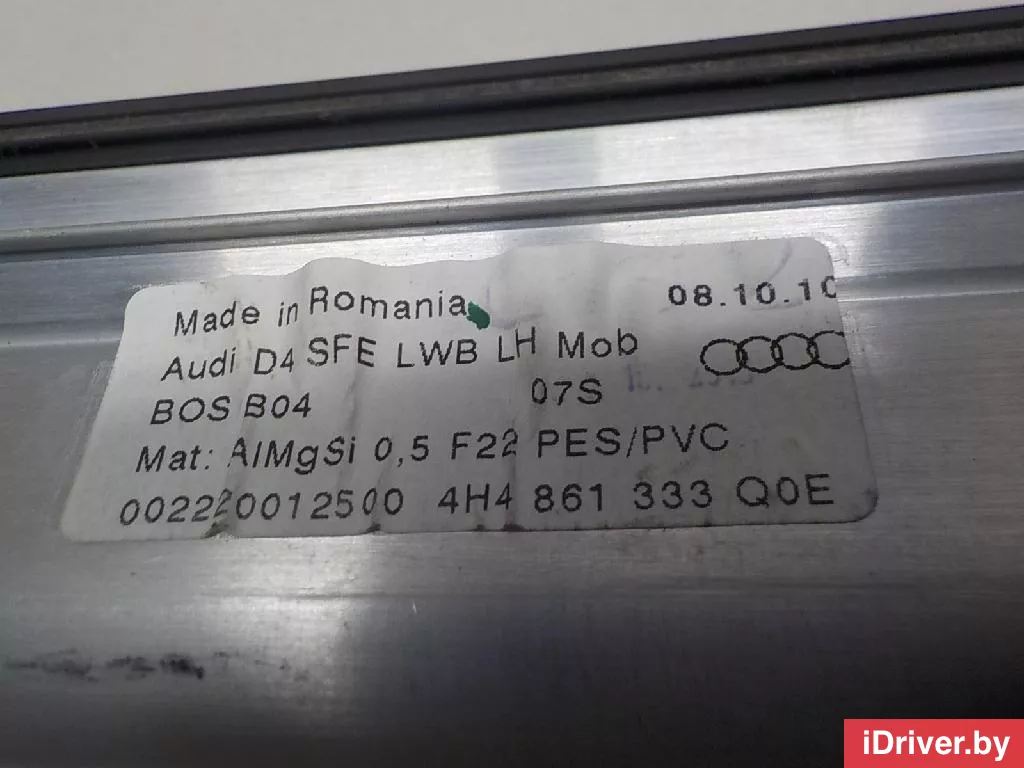 Made in Romania 08.10.10
Audi D4 SFE LWB LH Mob
BOS B04 07S
Mat: AlMgSi 0,5 F22 PES/PVC
002220012500 4H4 861 333 Q0E
iDriver.by